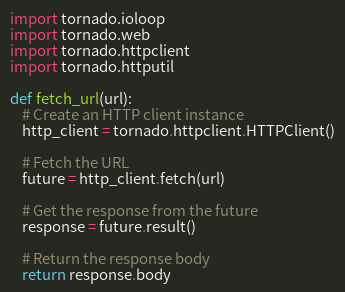 import tornado.ioloop
import tornado.web
import tornado.httpclient
import tornado.httputil

def fetch_url(url):
    # Create an HTTP client instance
    http_client = tornado.httpclient.HTTPClient()

    # Fetch the URL
    future = http_client.fetch(url)

    # Get the response from the future
    response = future.result()

    # Return the response body
    return response.body